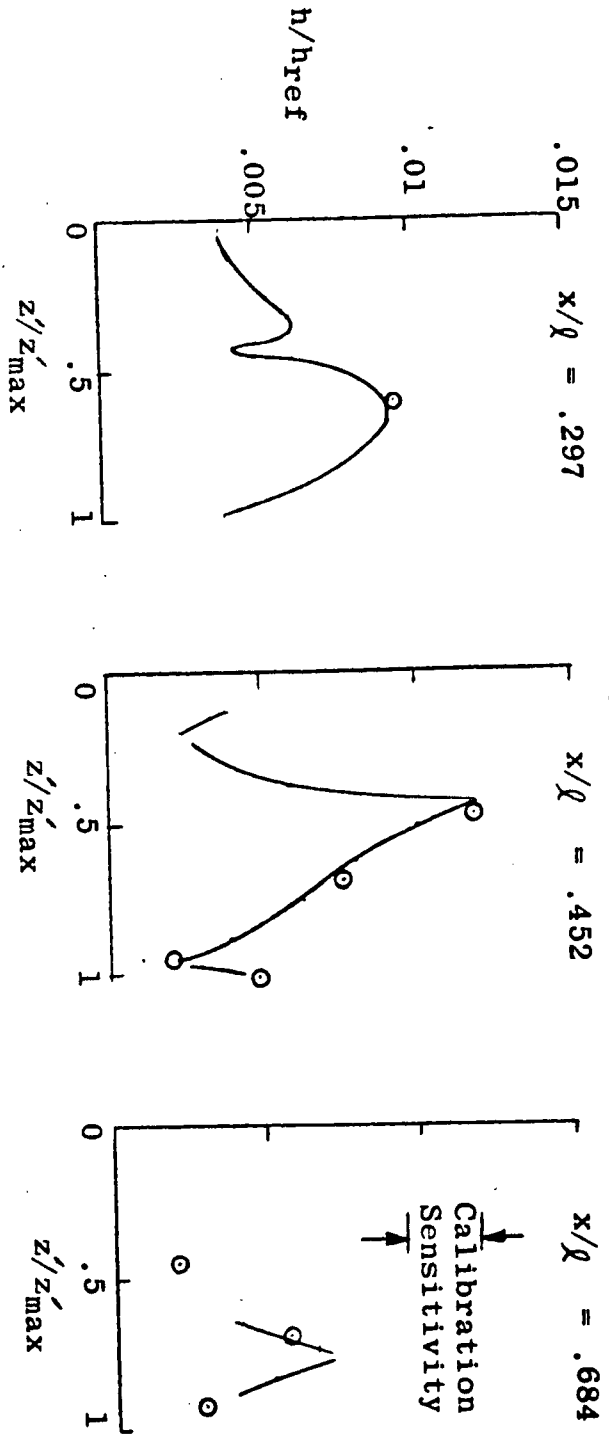 x/ℓ = .297
x/ℓ = .452
x/ℓ = .684
.015
.01
.005
h/href
Calibration
Sensitivity
0 .5 1
z′/z′max
0 .5 1
z′/z′max
0 .5 1
z′/z′max